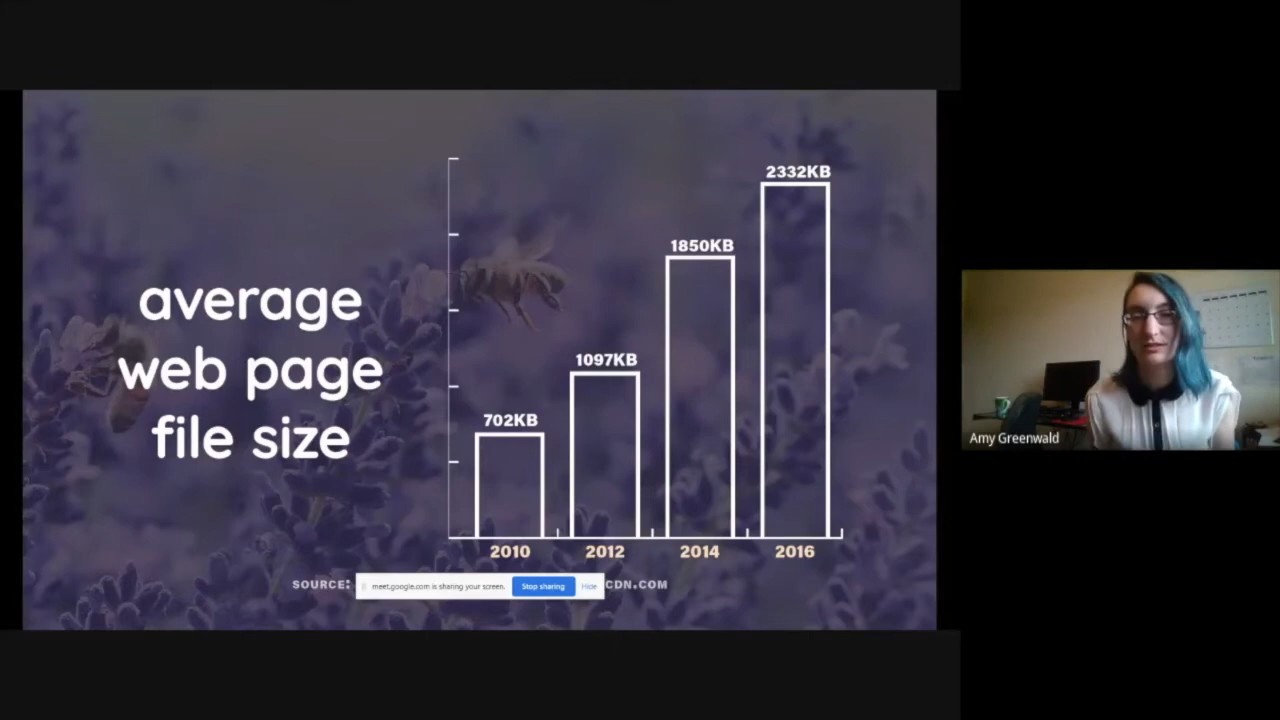 average
web page
file size
2332KB
1850KB
1097KB
702KB
2010 2012 2014 2016
SOURCE: CDN.COM
meet.google.com is sharing your screen. Stop sharing Hide
Amy Greenwald